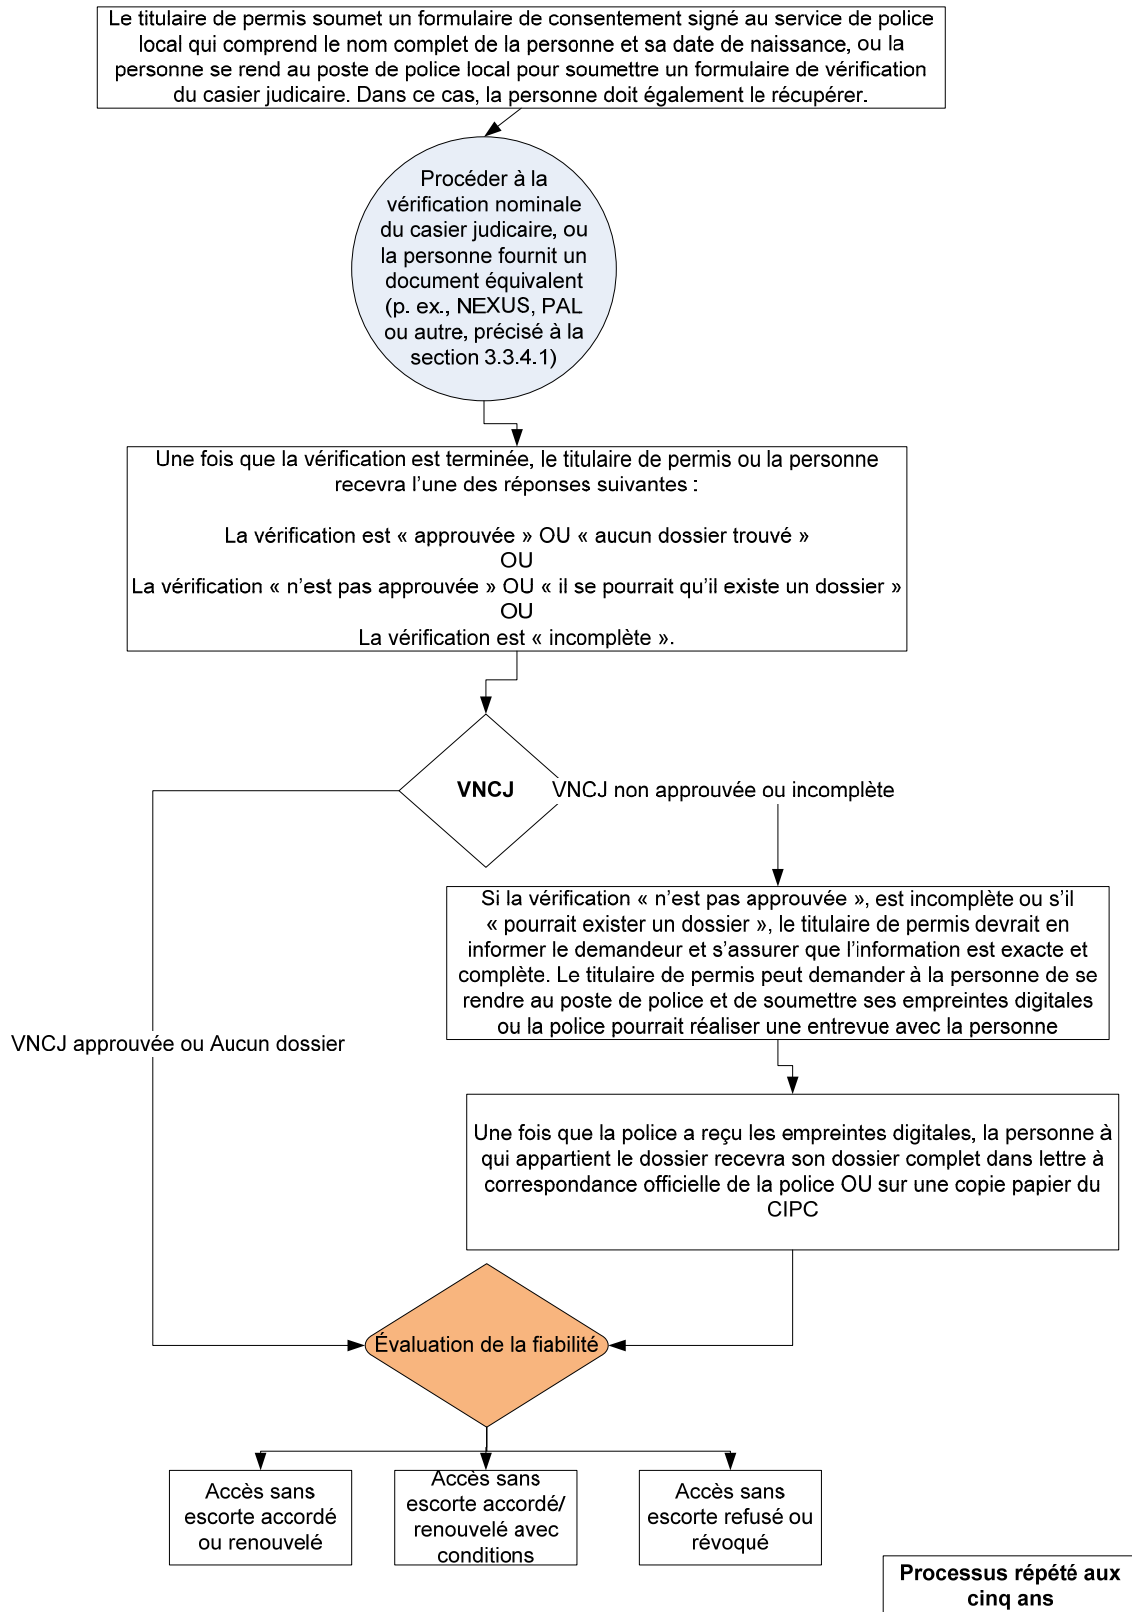 Le titulaire de permis soumet un formulaire de consentement signé au service de police
local qui comprend le nom complet de la personne et sa date de naissance, ou la
personne se rend au poste de police local pour soumettre un formulaire de vérification
du casier judicaire. Dans ce cas, la personne doit également le récupérer.
Procéder à la
vérification nominale
du casier judicaire, ou
la personne fournit un
document équivalent
(p. ex., NEXUS, PAL
ou autre, précisé à la
section 3.3.4.1)
Une fois que la vérification est terminée, le titulaire de permis ou la personne
recevra l’une des réponses suivantes :
La vérification est « approuvée » OU « aucun dossier trouvé »
OU
La vérification « n’est pas approuvée » OU « il se pourrait qu’il existe un dossier »
OU
La vérification est « incomplète ».
VNCJ
VNCJ non approuvée ou incomplète
Si la vérification « n’est pas approuvée », est incomplète ou s’il
« pourrait exister un dossier », le titulaire de permis devrait en
informer le demandeur et s’assurer que l’information est exacte et
complète. Le titulaire de permis peut demander à la personne de se
rendre au poste de police et de soumettre ses empreintes digitales
ou la police pourrait réaliser une entrevue avec la personne
VNCJ approuvée ou Aucun dossier
Une fois que la police a reçu les empreintes digitales, la personne à
qui appartient le dossier recevra son dossier complet dans lettre à
correspondance officielle de la police OU sur une copie papier du
CIPC
Évaluation de la fiabilité
Accès sans
escorte accordé
ou renouvelé
Accès sans
escorte accordé/
renouvelé avec
conditions
Accès sans
escorte refusé ou
révoqué
Processus répété aux
cinq ans